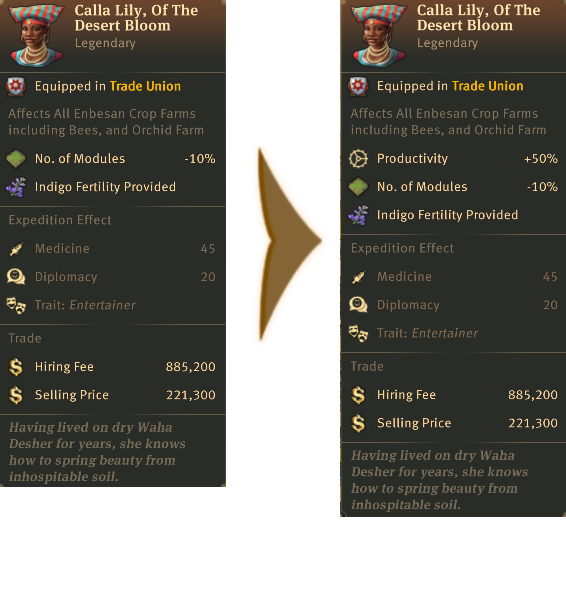 Calla Lily, Of The
Desert Bloom
Legendary
Equipped in Trade Union
Affects All Enbesan Crop Farms
including Bees, and Orchid Farm
No. of Modules -10%
Indigo Fertility Provided
Expedition Effect
Medicine 45
Diplomacy 20
Trait: Entertainer
Trade
Hiring Fee 885,200
Selling Price 221,300
Having lived on dry Waha
Desher for years, she knows
how to spring beauty from
inhospitable soil.
Calla Lily, Of The
Desert Bloom
Legendary
Equipped in Trade Union
Affects All Enbesan Crop Farms
including Bees, and Orchid Farm
Productivity +50%
No. of Modules -10%
Indigo Fertility Provided
Expedition Effect
Medicine 45
Diplomacy 20
Trait: Entertainer
Trade
Hiring Fee 885,200
Selling Price 221,300
Having lived on dry Waha
Desher for years, she knows
how to spring beauty from
inhospitable soil.